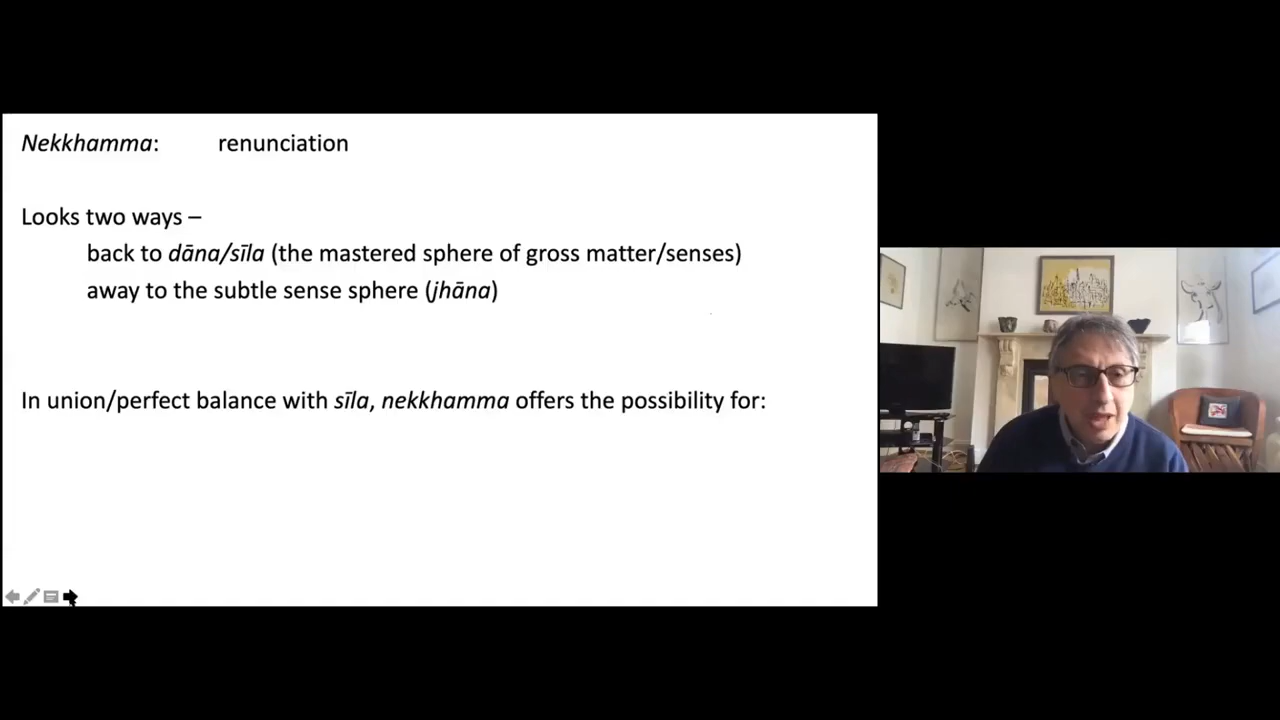 Nekkhamma: renunciation
Looks two ways –
back to dāna/sīla (the mastered sphere of gross matter/senses)
away to the subtle sense sphere (jhāna)
In union/perfect balance with sīla, nekkhamma offers the possibility for: